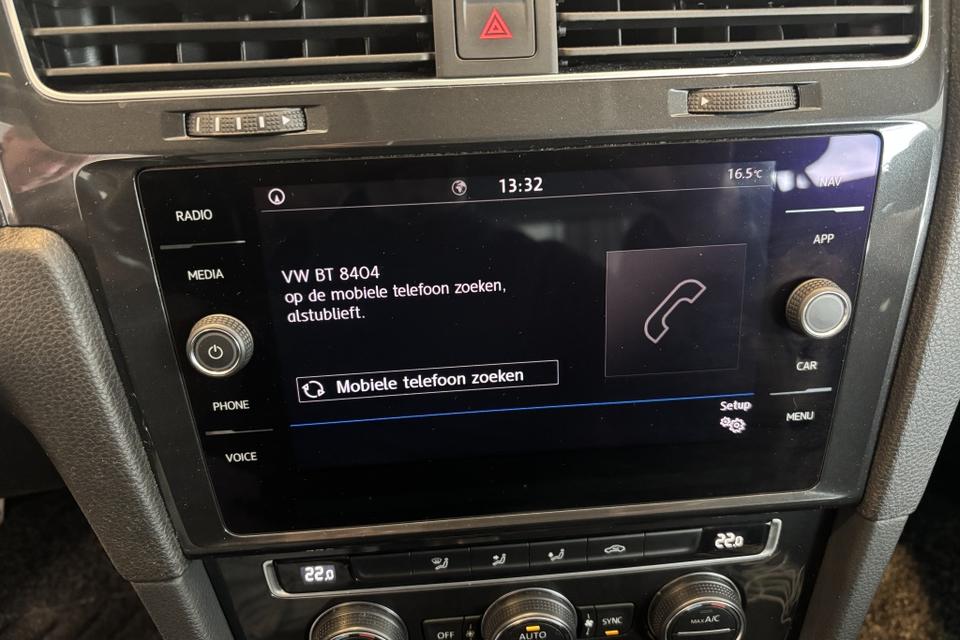 13:32
16.5°C
RADIO
NAV
MEDIA
APP
VW BT 8404
op de mobiele telefoon zoeken,
alstublieft.
Mobiele telefoon zoeken
CAR
PHONE
Setup
MENU
VOICE
22.0
22.0
OFF
AUTO
SYNC
MAX A/C